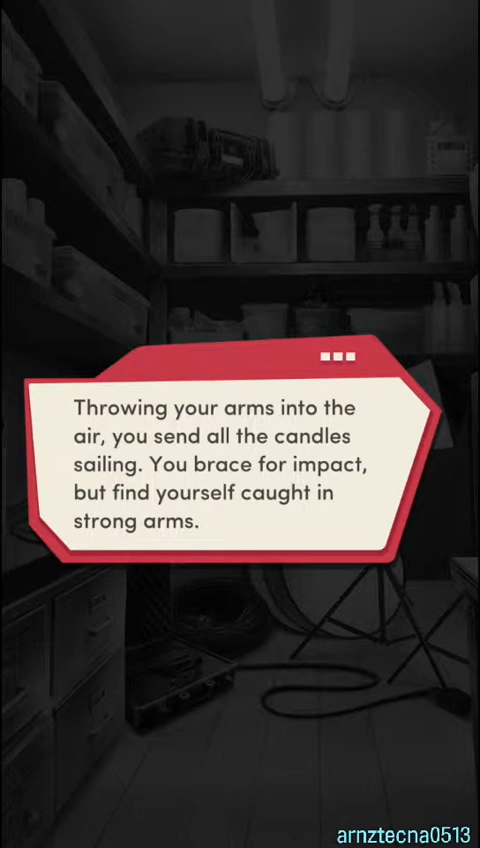 Throwing your arms into the
air, you send all the candles
sailing. You brace for impact,
but find yourself caught in
strong arms.
arnztecna0513